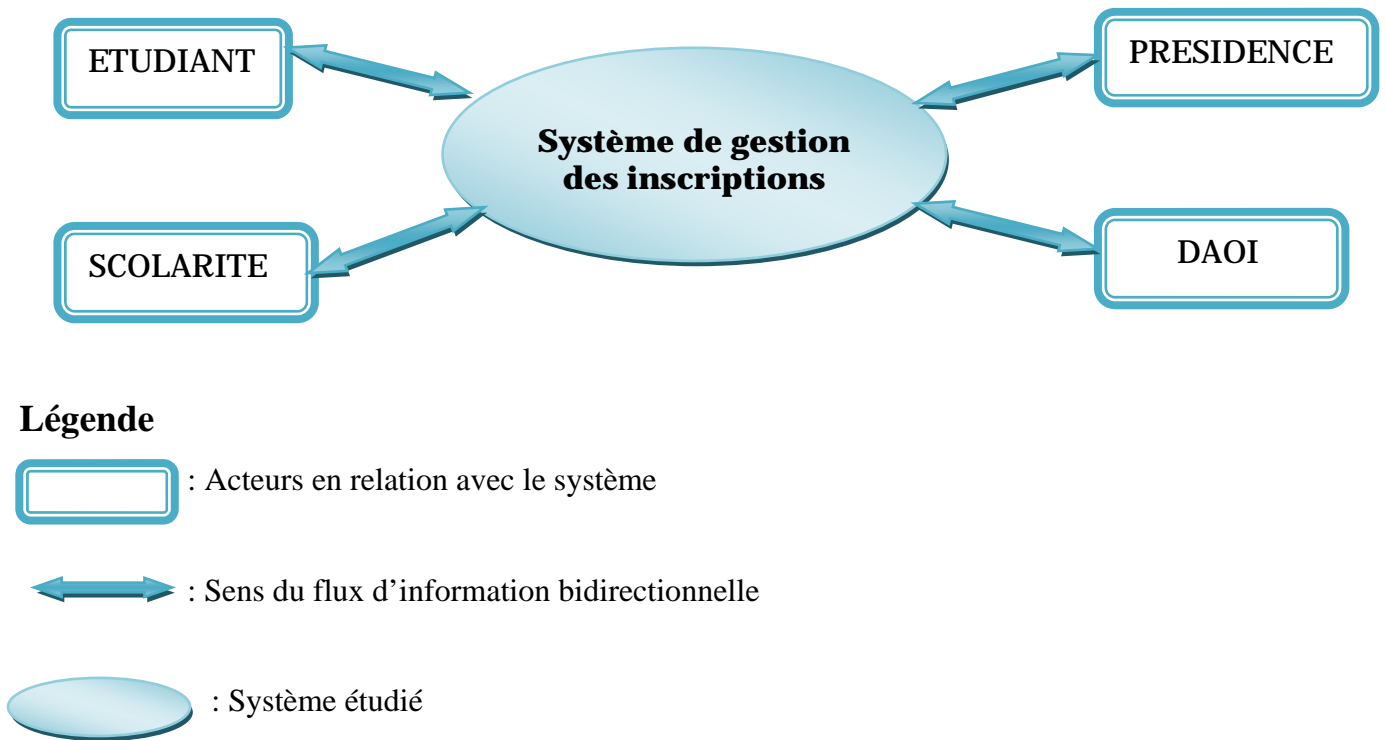 ETUDIANT
PRESIDENCE
Système de gestion
des inscriptions
SCOLARITE
DAOI
Légende
: Acteurs en relation avec le système
: Sens du flux d’information bidirectionnelle
: Système étudié